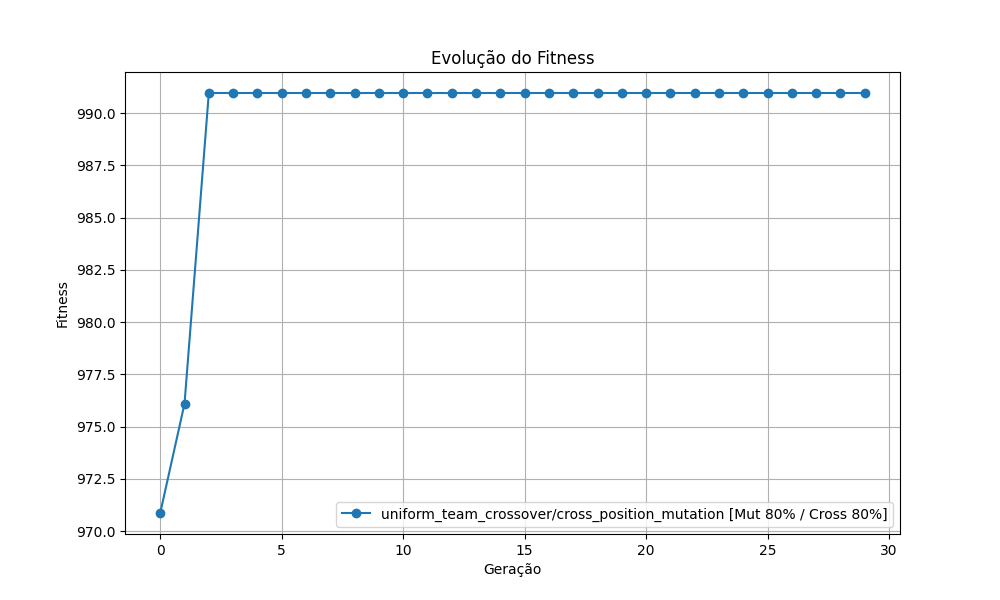 Evolução do Fitness
Fitness
990.0
987.5
985.0
982.5
980.0
977.5
975.0
972.5
970.0
uniform_team_crossover/cross_position_mutation [Mut 80% / Cross 80%]
0 5 10 15 20 25 30
Geração